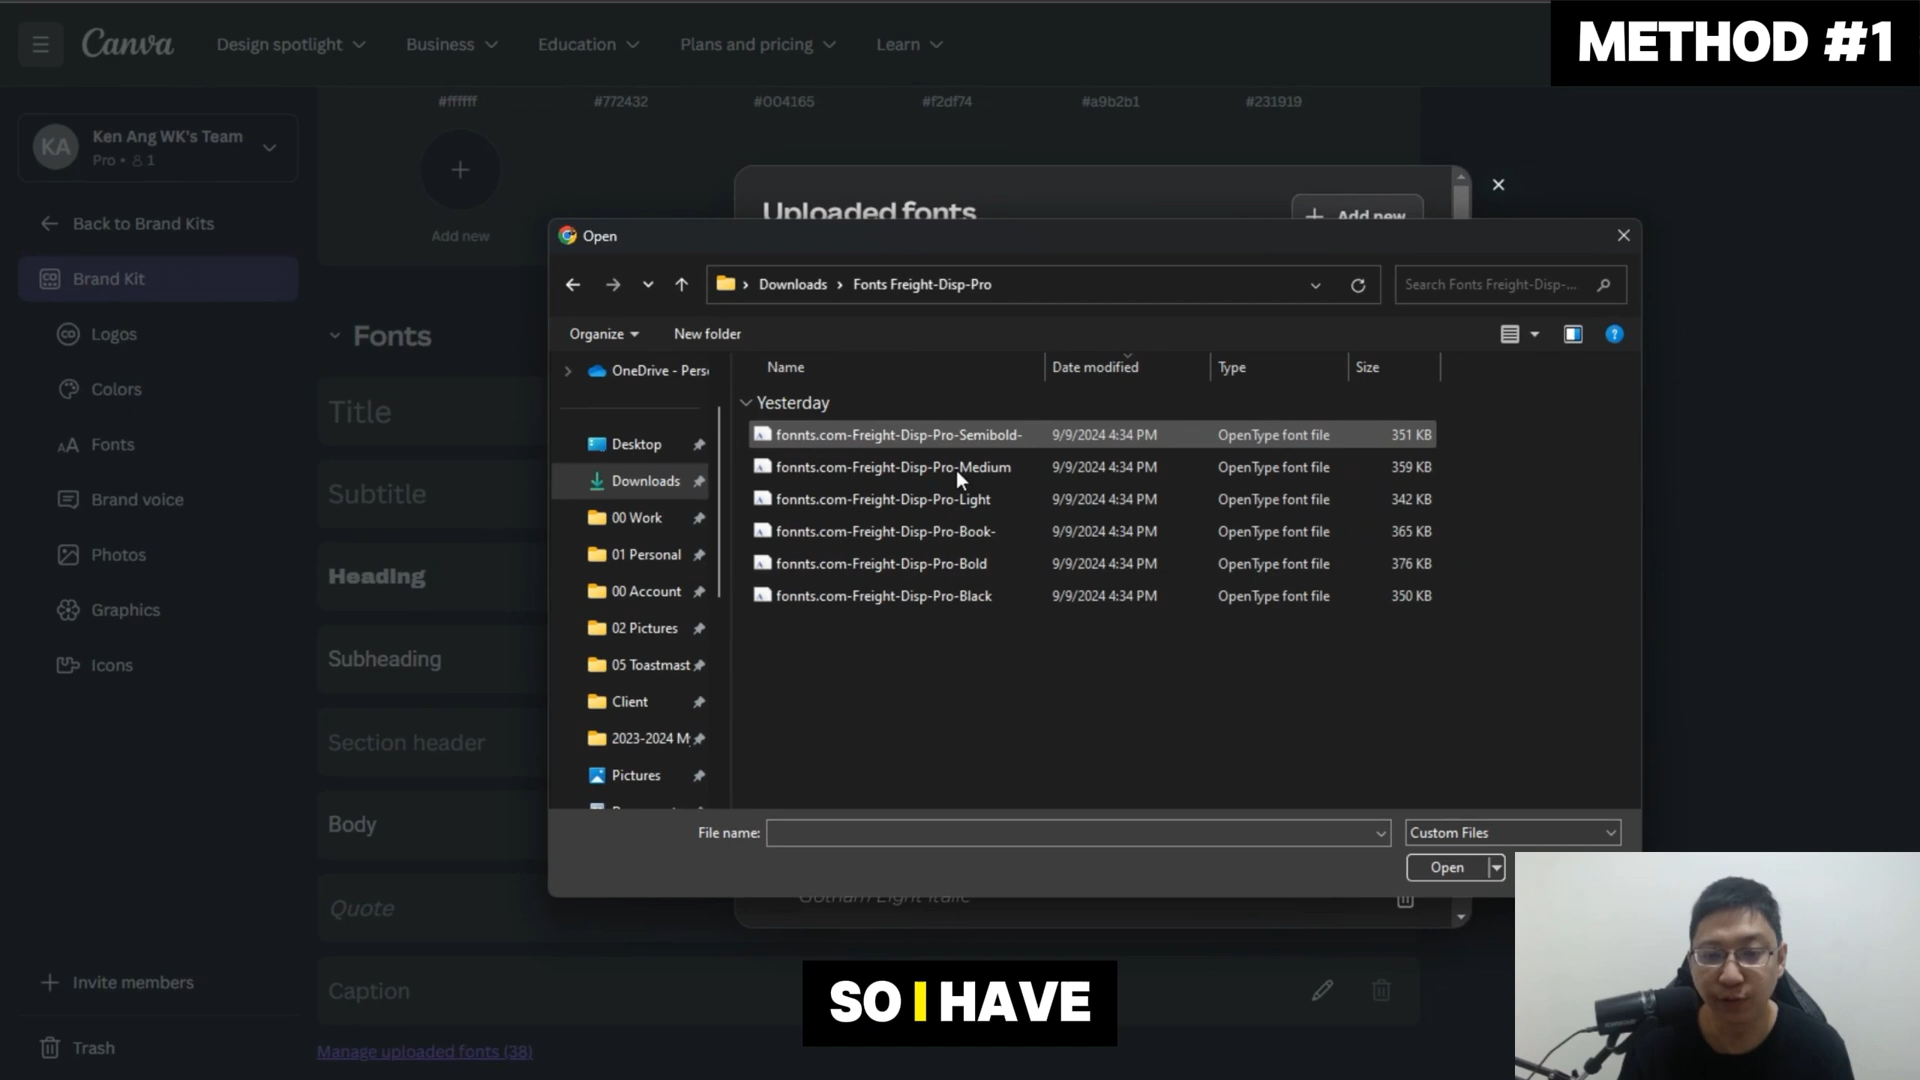 METHOD #1
Canva
Design spotlight
Business
Education
Plans and pricing
Learn
#ffffff
#772432
#004165
#f2df74
#a9b2b1
#231919
KA
Ken Ang WK's Team
Pro • 1
Add new
Back to Brand Kits
Brand Kit
Logos
Colors
Fonts
Brand voice
Photos
Graphics
Icons
Invite members
Trash
Fonts
Title
Subtitle
Heading
Subheading
Section header
Body
Quote
Caption
Manage uploaded fonts (38)
Uploaded fonts
Add new
Open
Downloads
Fonts Freight-Disp-Pro
Search Fonts Freight-Disp-...
Organize
New folder
OneDrive - Pers
Desktop
Downloads
00 Work
01 Personal
00 Account
02 Pictures
05 Toastmast
Client
2023-2024 M
Pictures
Name
Date modified
Type
Size
Yesterday
fonnts.com-Freight-Disp-Pro-Semibold- 9/9/2024 4:34 PM OpenType font file 351 KB
fonnts.com-Freight-Disp-Pro-Medium 9/9/2024 4:34 PM OpenType font file 359 KB
fonnts.com-Freight-Disp-Pro-Light 9/9/2024 4:34 PM OpenType font file 342 KB
fonnts.com-Freight-Disp-Pro-Book- 9/9/2024 4:34 PM OpenType font file 365 KB
fonnts.com-Freight-Disp-Pro-Bold 9/9/2024 4:34 PM OpenType font file 376 KB
fonnts.com-Freight-Disp-Pro-Black 9/9/2024 4:34 PM OpenType font file 350 KB
File name:
Custom Files
Open
Gotham Light Italic
SO I HAVE